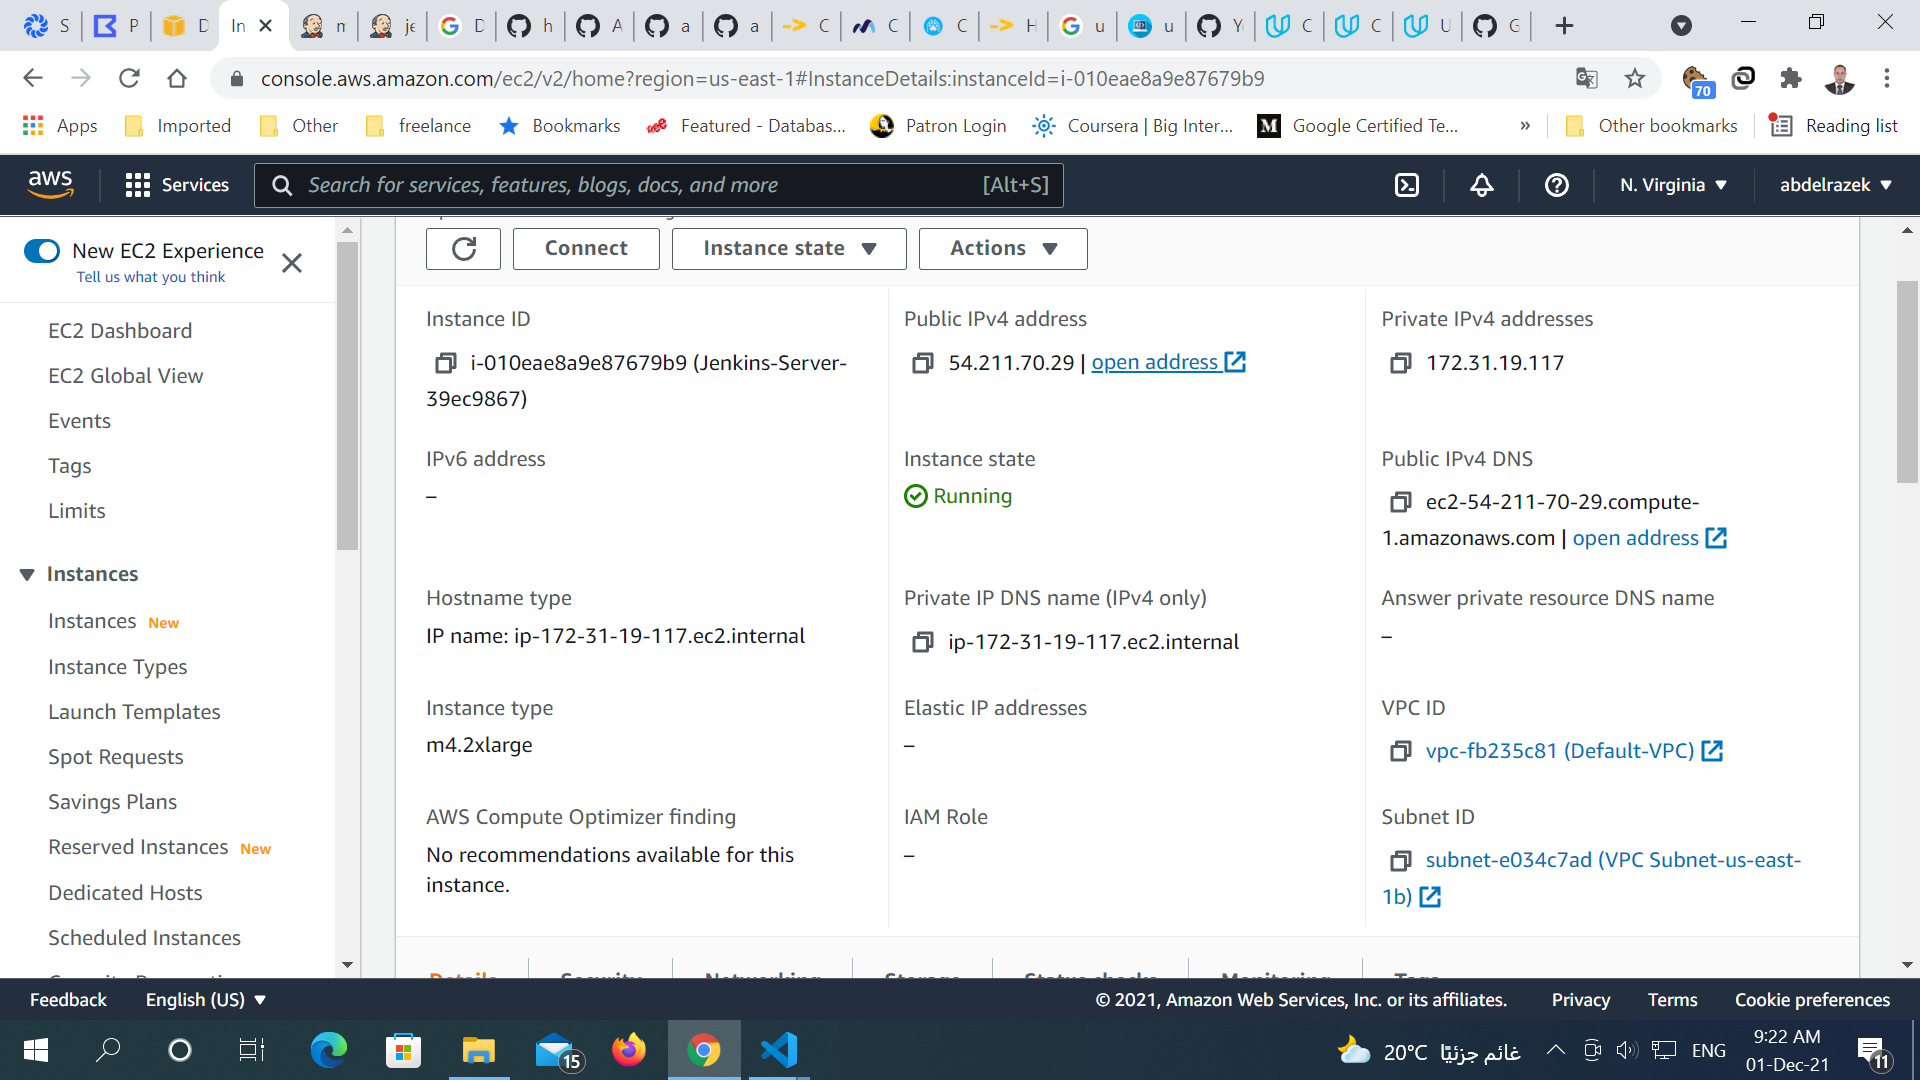 S
P
D
In
m
je
D
h
A
a
a
C
C
C
H
u
u
Yo
C
C
U
G
console.aws.amazon.com/ec2/v2/home?region=us-east-1#InstanceDetails:instanceId=i-010eae8a9e87679b9
70
Apps
Imported
Other
freelance
Bookmarks
Featured - Databas...
Patron Login
Coursera | Big Inter...
Google Certified Te...
»
Other bookmarks
Reading list
aws
Services
Search for services, features, blogs, docs, and more
[Alt+S]
N. Virginia
abdelrazek
New EC2 Experience
Tell us what you think
EC2 Dashboard
EC2 Global View
Events
Tags
Limits
Instances
Instances New
Instance Types
Launch Templates
Spot Requests
Savings Plans
Reserved Instances New
Dedicated Hosts
Scheduled Instances
Connect
Instance state
Actions
Instance ID
i-010eae8a9e87679b9 (Jenkins-Server-
39ec9867)
Public IPv4 address
54.211.70.29 | open address
Private IPv4 addresses
172.31.19.117
IPv6 address
–
Instance state
Running
Public IPv4 DNS
ec2-54-211-70-29.compute-
1.amazonaws.com | open address
Hostname type
IP name: ip-172-31-19-117.ec2.internal
Private IP DNS name (IPv4 only)
ip-172-31-19-117.ec2.internal
Answer private resource DNS name
–
Instance type
m4.2xlarge
Elastic IP addresses
–
VPC ID
vpc-fb235c81 (Default-VPC)
AWS Compute Optimizer finding
No recommendations available for this
instance.
IAM Role
–
Subnet ID
subnet-e034c7ad (VPC Subnet-us-east-
1b)
Details
Security
Networking
Storage
Status checks
Monitoring
Tags
Feedback
English (US)
© 2021, Amazon Web Services, Inc. or its affiliates.
Privacy
Terms
Cookie preferences
15
20°C غائم جزئيًا
ENG
9:22 AM
01-Dec-21
11